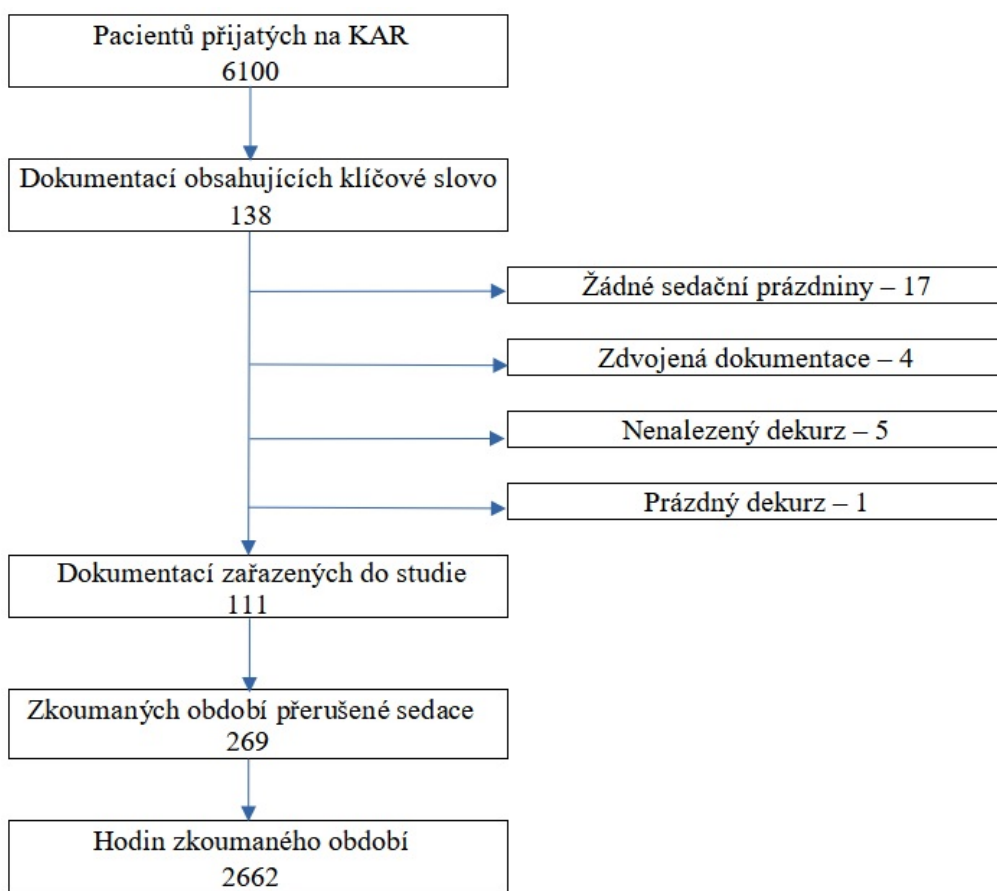 Pacientů přijatých na KAR
6100
Dokumentací obsahujících klíčové slovo
138
Žádné sedační prázdniny – 17
Zdvojená dokumentace – 4
Nenalezený dekurz – 5
Prázdný dekurz – 1
Dokumentací zařazených do studie
111
Zkoumaných období přerušené sedace
269
Hodin zkoumaného období
2662